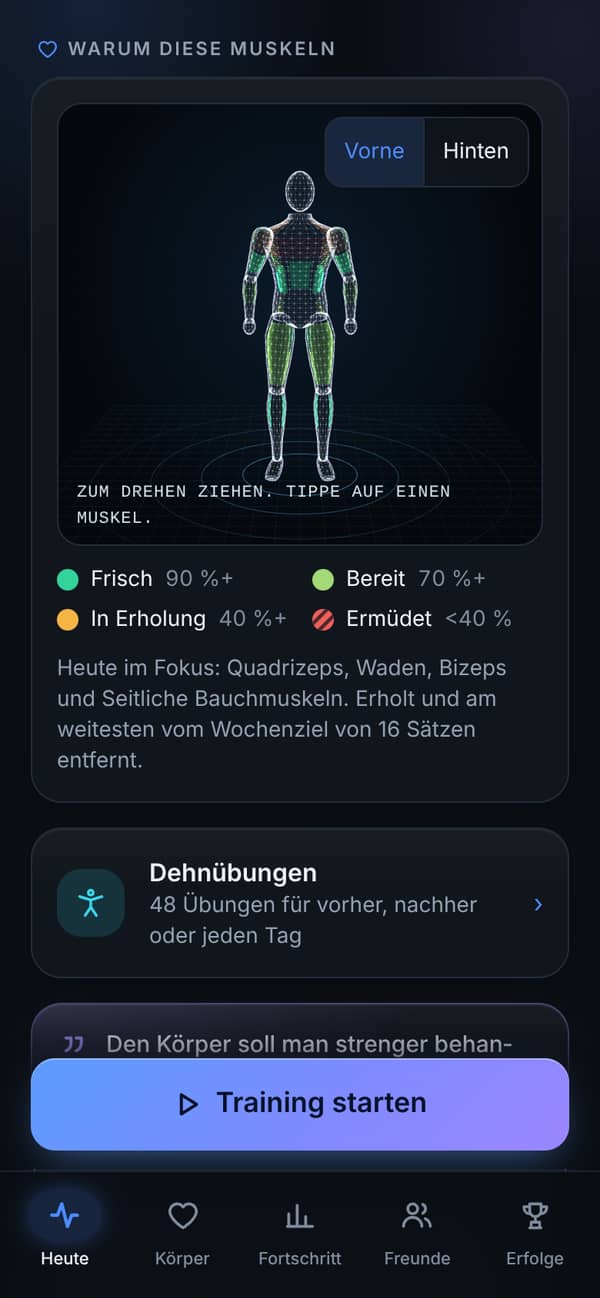 WARUM DIESE MUSKELN
Vorne
Hinten
ZUM DREHEN ZIEHEN. TIPPE AUF EINEN
MUSKEL.
Frisch 90 %+
Bereit 70 %+
In Erholung 40 %+
Ermüdet <40 %
Heute im Fokus: Quadrizeps, Waden, Bizeps
und Seitliche Bauchmuskeln. Erholt und am
weitesten vom Wochenziel von 16 Sätzen
entfernt.
Dehnübungen
48 Übungen für vorher, nachher
oder jeden Tag
Den Körper soll man strenger behan-
Training starten
Heute
Körper
Fortschritt
Freunde
Erfolge